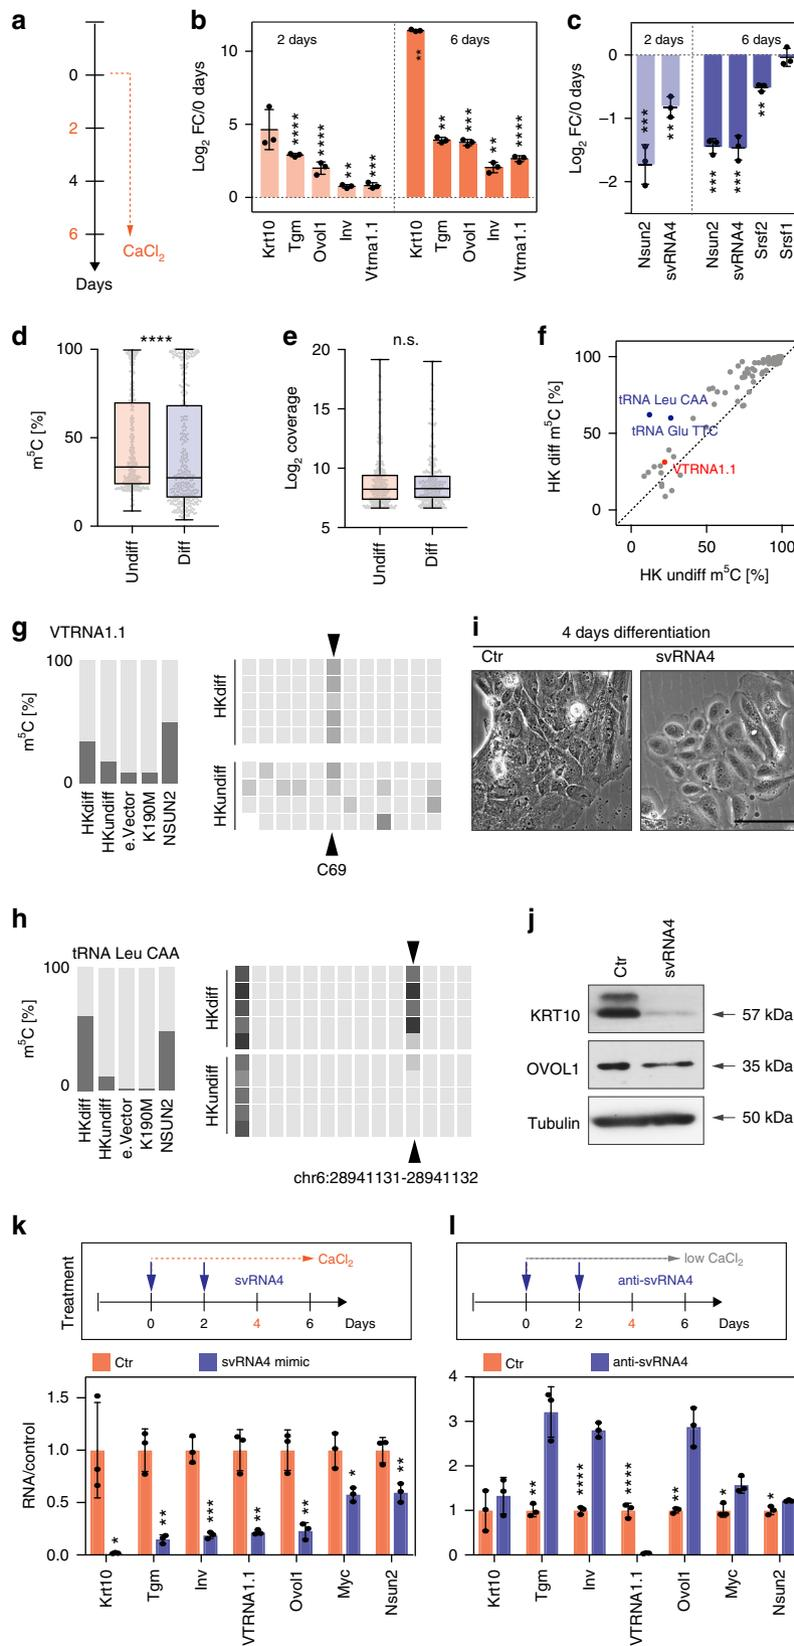 a
0
2
4
6
CaCl2
Days
b
Log2 FC/0 days
10
5
0
2 days
6 days
****
****
**
***
**
**
***
**
****
Krt10
Tgm
Ovol1
Inv
Vtrna1.1
Krt10
Tgm
Ovol1
Inv
Vtrna1.1
c
Log2 FC/0 days
0
−1
−2
2 days
6 days
***
**
***
***
**
Nsun2
svRNA4
Nsun2
svRNA4
Srsf2
Srsf1
d
m5C [%]
100
50
0
****
Undiff
Diff
e
Log2 coverage
20
15
10
5
n.s.
Undiff
Diff
f
HK diff m5C [%]
100
50
0
tRNA Leu CAA
tRNA Glu TTC
VTRNA1.1
0
50
100
HK undiff m5C [%]
g
VTRNA1.1
100
m5C [%]
0
HKdiff
HKundiff
e.Vector
K190M
NSUN2
HKdiff
HKundiff
C69
i
4 days differentiation
Ctr
svRNA4
h
tRNA Leu CAA
100
m5C [%]
0
HKdiff
HKundiff
e.Vector
K190M
NSUN2
HKdiff
HKundiff
chr6:28941131-28941132
j
Ctr
svRNA4
KRT10
57 kDa
OVOL1
35 kDa
Tubulin
50 kDa
k
Treatment
CaCl2
svRNA4
0
2
4
6
Days
Ctr
svRNA4 mimic
RNA/control
1.5
1.0
0.5
0.0
*
**
***
**
**
*
**
Krt10
Tgm
Inv
VTRNA1.1
Ovol1
Myc
Nsun2
l
low CaCl2
anti-svRNA4
0
2
4
6
Days
Ctr
anti-svRNA4
4
3
2
1
0
**
****
****
**
*
*
Krt10
Tgm
Inv
VTRNA1.1
Ovol1
Myc
Nsun2